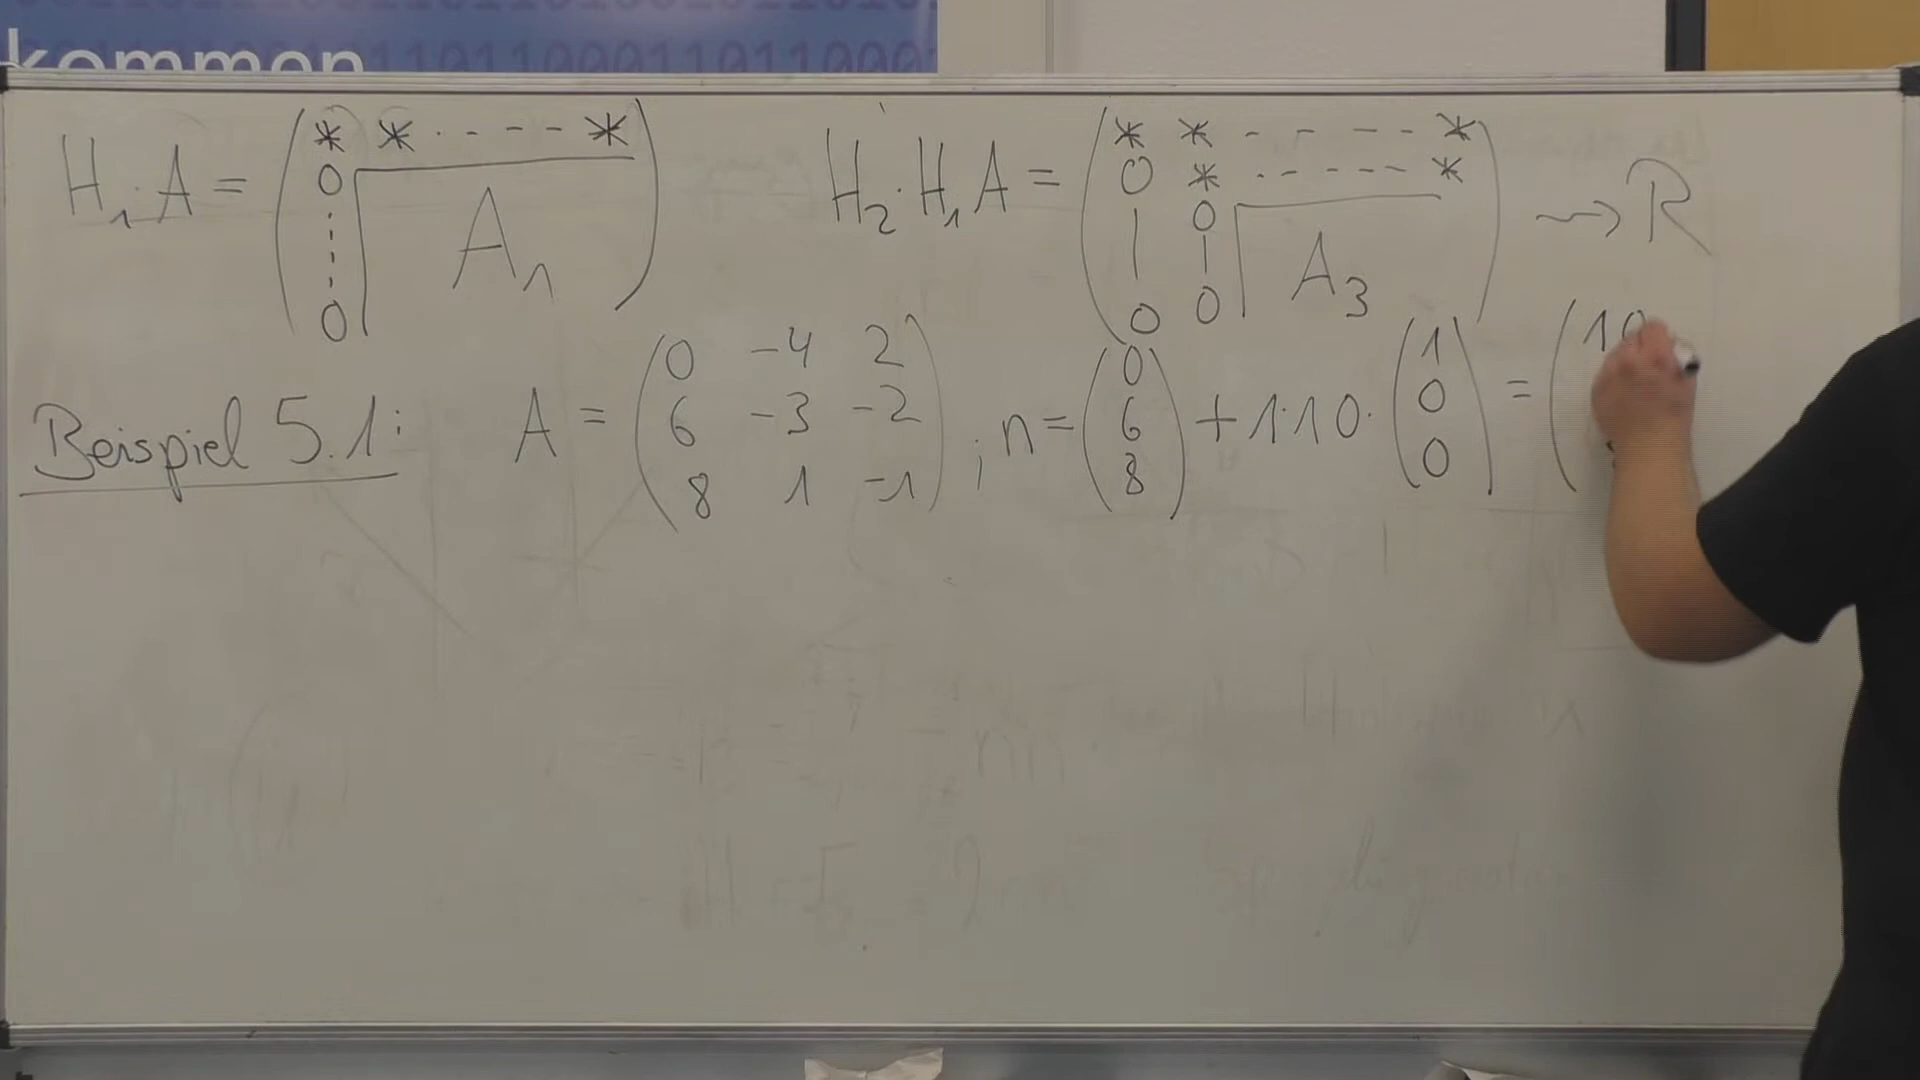 kommen
H₁·A = ( * * ---- * ; 0 ⋮ 0 A₁ )
H₂·H₁A = ( * * ---- * ; 0 * ---- * ; | 0 | ; 0 0 A₃ ) ⇝ R
Beispiel 5.1: A = ( 0 -4 2 ; 6 -3 -2 ; 8 1 -1 ) ; n = ( 0 ; 6 ; 8 ) + 1·10· ( 1 ; 0 ; 0 ) = ( 10